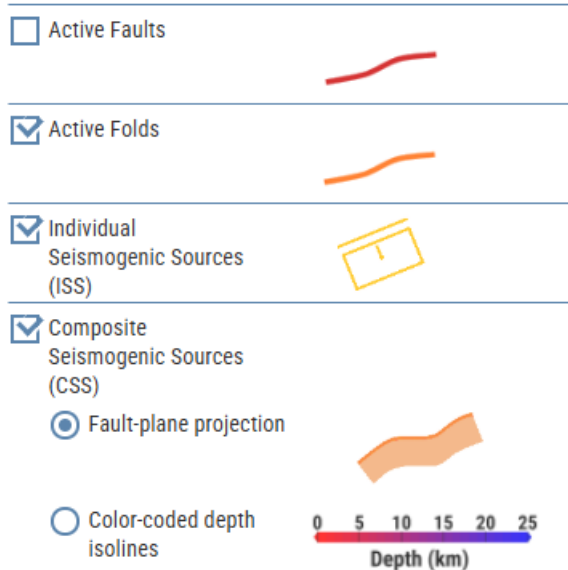 Active Faults
Active Folds
Individual
Seismogenic Sources
(ISS)
Composite
Seismogenic Sources
(CSS)
Fault-plane projection
Color-coded depth
isolines
0 5 10 15 20 25
Depth (km)